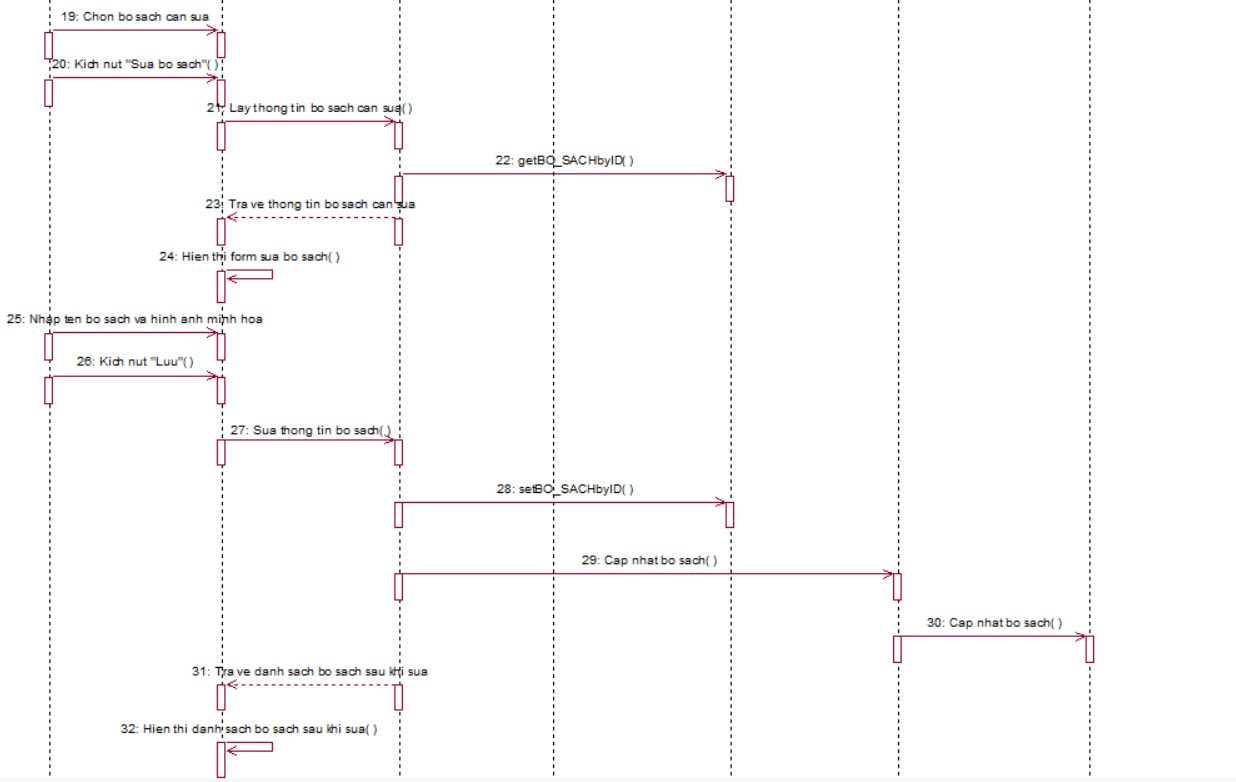 19: Chon bo sach can sua
20: Kich nut "Sua bo sach"( )
21: Lay thong tin bo sach can sua( )
22: getBO_SACHbyID( )
23: Tra ve thong tin bo sach can sua
24: Hien thi form sua bo sach( )
25: Nhap ten bo sach va hinh anh minh hoa
26: Kich nut "Luu"( )
27: Sua thong tin bo sach( )
28: setBO_SACHbyID( )
29: Cap nhat bo sach( )
30: Cap nhat bo sach( )
31: Tra ve danh sach bo sach sau khi sua
32: Hien thi danh sach bo sach sau khi sua( )